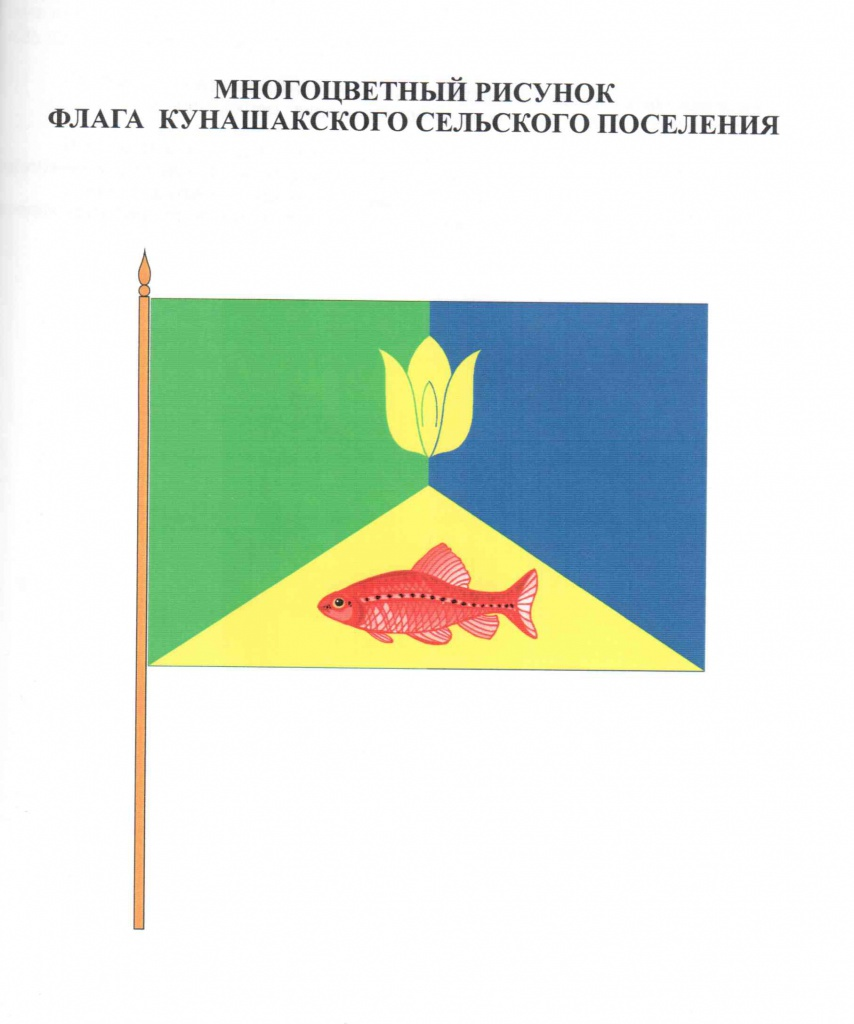 МНОГОЦВЕТНЫЙ РИСУНОК
ФЛАГА КУНАШАКСКОГО СЕЛЬСКОГО ПОСЕЛЕНИЯ